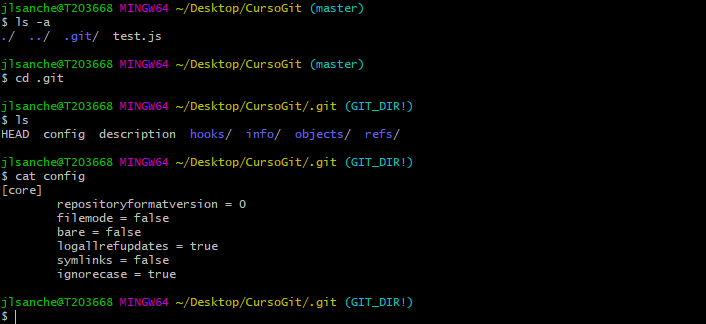 jlsanche@T203668 MINGW64 ~/Desktop/CursoGit (master)
$ ls -a
./  ../  .git/  test.js
jlsanche@T203668 MINGW64 ~/Desktop/CursoGit (master)
$ cd .git
jlsanche@T203668 MINGW64 ~/Desktop/CursoGit/.git (GIT_DIR!)
$ ls
HEAD  config  description  hooks/  info/  objects/  refs/
jlsanche@T203668 MINGW64 ~/Desktop/CursoGit/.git (GIT_DIR!)
$ cat config
[core]
        repositoryformatversion = 0
        filemode = false
        bare = false
        logallrefupdates = true
        symlinks = false
        ignorecase = true
jlsanche@T203668 MINGW64 ~/Desktop/CursoGit/.git (GIT_DIR!)
$